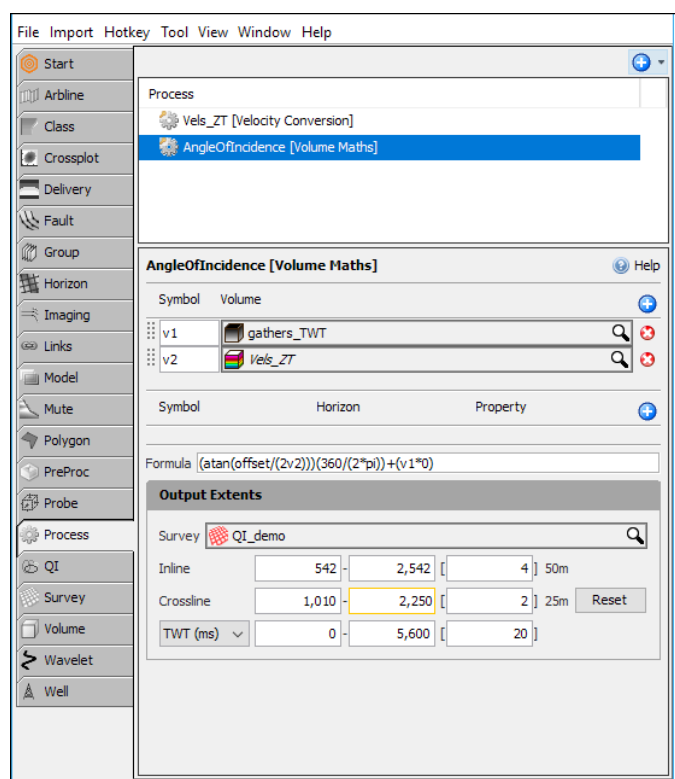 File Import Hotkey Tool View Window Help
Start
Arbline
Class
Crossplot
Delivery
Fault
Group
Horizon
Imaging
Links
Model
Mute
Polygon
PreProc
Probe
Process
QI
Survey
Volume
Wavelet
Well
Process
Vels_ZT [Velocity Conversion]
AngleOfIncidence [Volume Maths]
AngleOfIncidence [Volume Maths] Help
Symbol Volume
v1 gathers_TWT
v2 Vels_ZT
Symbol Horizon Property
Formula (atan(offset/(2v2)))(360/(2*pi))+(v1*0)
Output Extents
Survey QI_demo
Inline 542 - 2,542 [ 4 ] 50m
Crossline 1,010 - 2,250 [ 2 ] 25m Reset
TWT (ms) 0 - 5,600 [ 20 ]